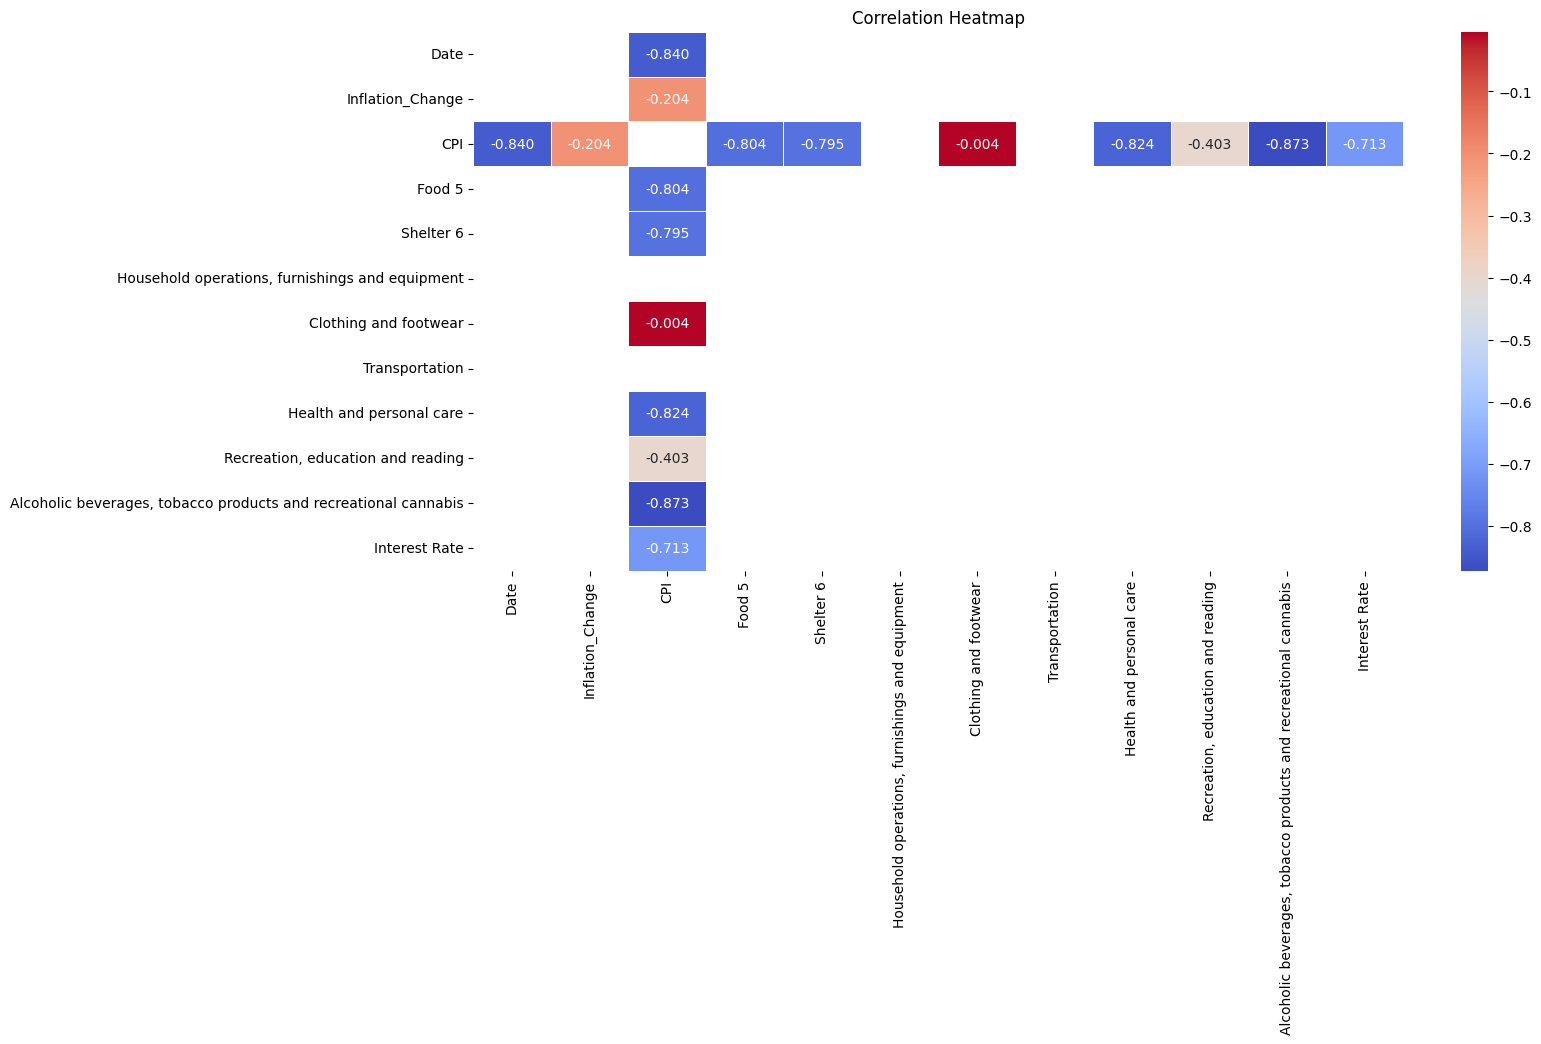 Correlation Heatmap
Date
-0.840
Inflation_Change
-0.204
CPI
-0.840 -0.204 -0.804 -0.795 -0.004 -0.824 -0.403 -0.873 -0.713
Food 5
-0.804
Shelter 6
-0.795
Household operations, furnishings and equipment
Clothing and footwear
-0.004
Transportation
Health and personal care
-0.824
Recreation, education and reading
-0.403
Alcoholic beverages, tobacco products and recreational cannabis
-0.873
Interest Rate
-0.713
Date
Inflation_Change
CPI
Food 5
Shelter 6
Household operations, furnishings and equipment
Clothing and footwear
Transportation
Health and personal care
Recreation, education and reading
Alcoholic beverages, tobacco products and recreational cannabis
Interest Rate
−0.1
−0.2
−0.3
−0.4
−0.5
−0.6
−0.7
−0.8